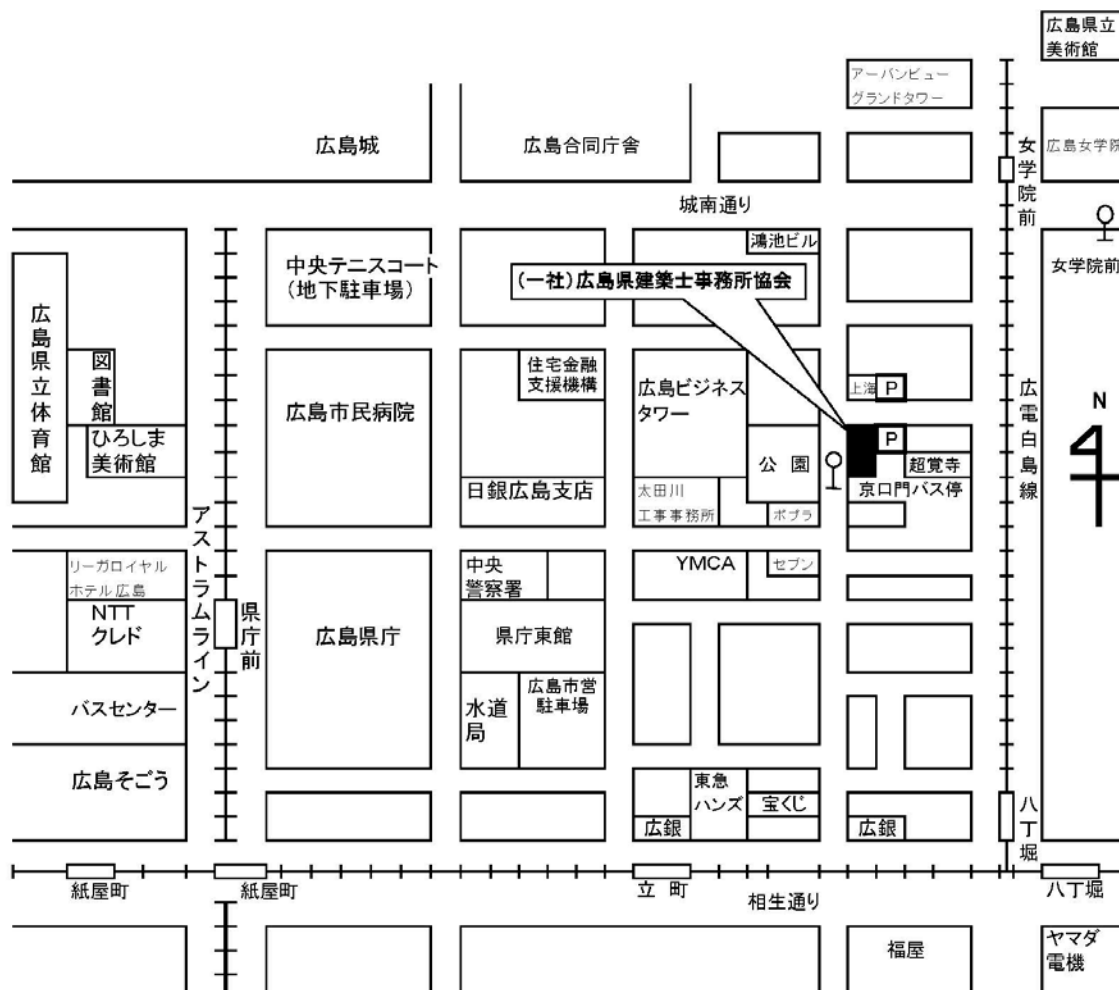 広島県立
美術館
アーバンビュー
グランドタワー
広島城
広島合同庁舎
女学院前
広島女学院
城南通り
女学院前
鴻池ビル
中央テニスコート
(地下駐車場)
(一社)広島県建築士事務所協会
広島県立体育館
図書館
ひろしま
美術館
広島市民病院
住宅金融
支援機構
広島ビジネス
タワー
上海
P
広電白島線
N
公園
P
超覚寺
京口門バス停
日銀広島支店
太田川
工事事務所
ポプラ
アストラムライン
リーガロイヤル
ホテル広島
NTT
クレド
県庁前
広島県庁
中央
警察署
YMCA
セブン
県庁東館
バスセンター
水道局
広島市営
駐車場
広島そごう
東急
ハンズ
宝くじ
広銀
広銀
八丁堀
紙屋町
紙屋町
立町
八丁堀
相生通り
福屋
ヤマダ
電機